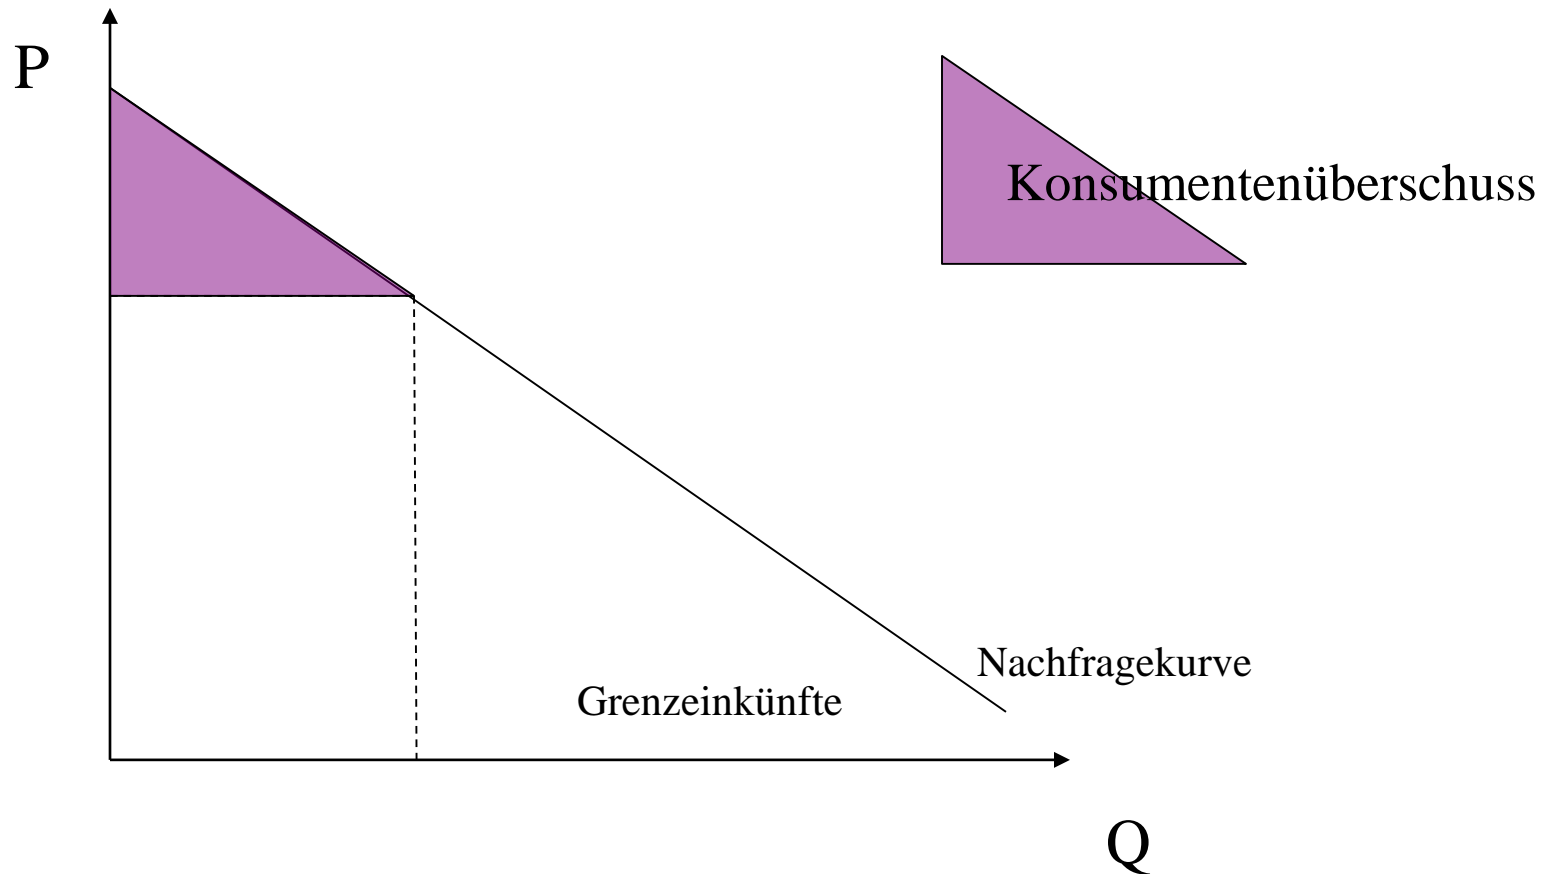 P
Konsumentenüberschuss
Nachfragekurve
Grenzeinkünfte
Q